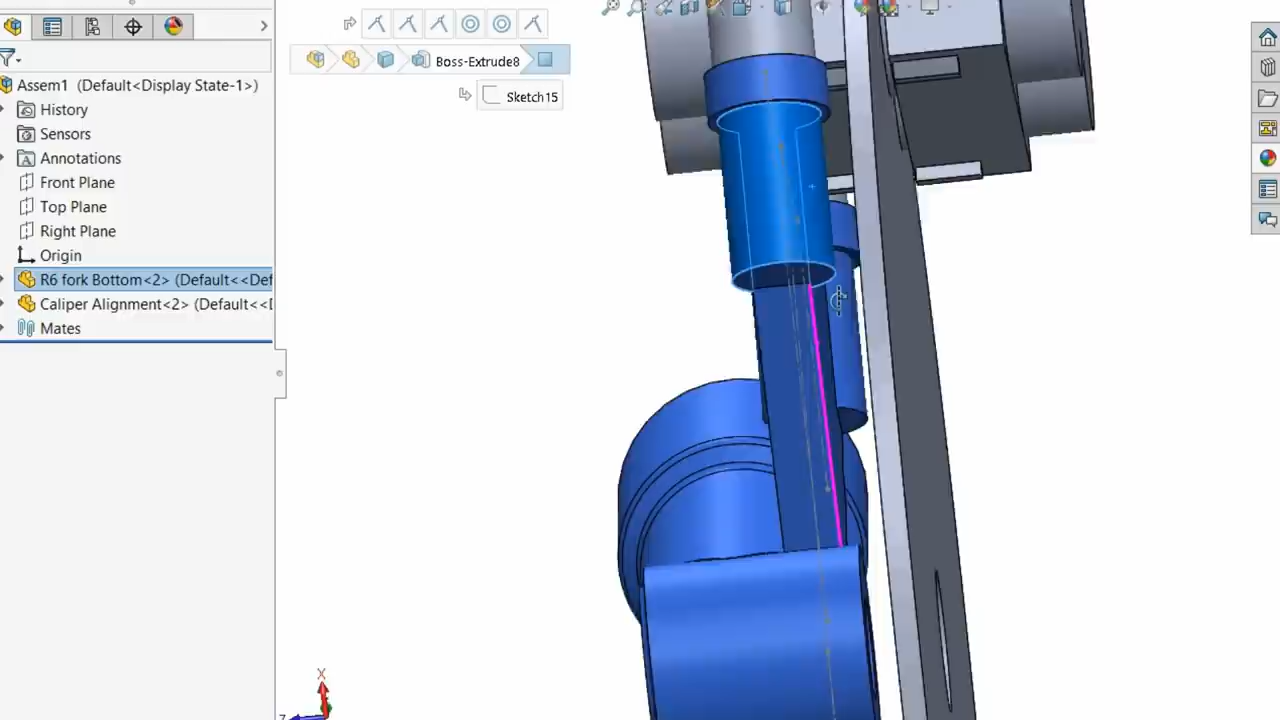 Boss-Extrude8
Sketch15
Assem1 (Default<Display State-1>)
History
Sensors
Annotations
Front Plane
Top Plane
Right Plane
Origin
R6 fork Bottom<2> (Default<<Def
Caliper Alignment<2> (Default<<D
Mates
X
Z